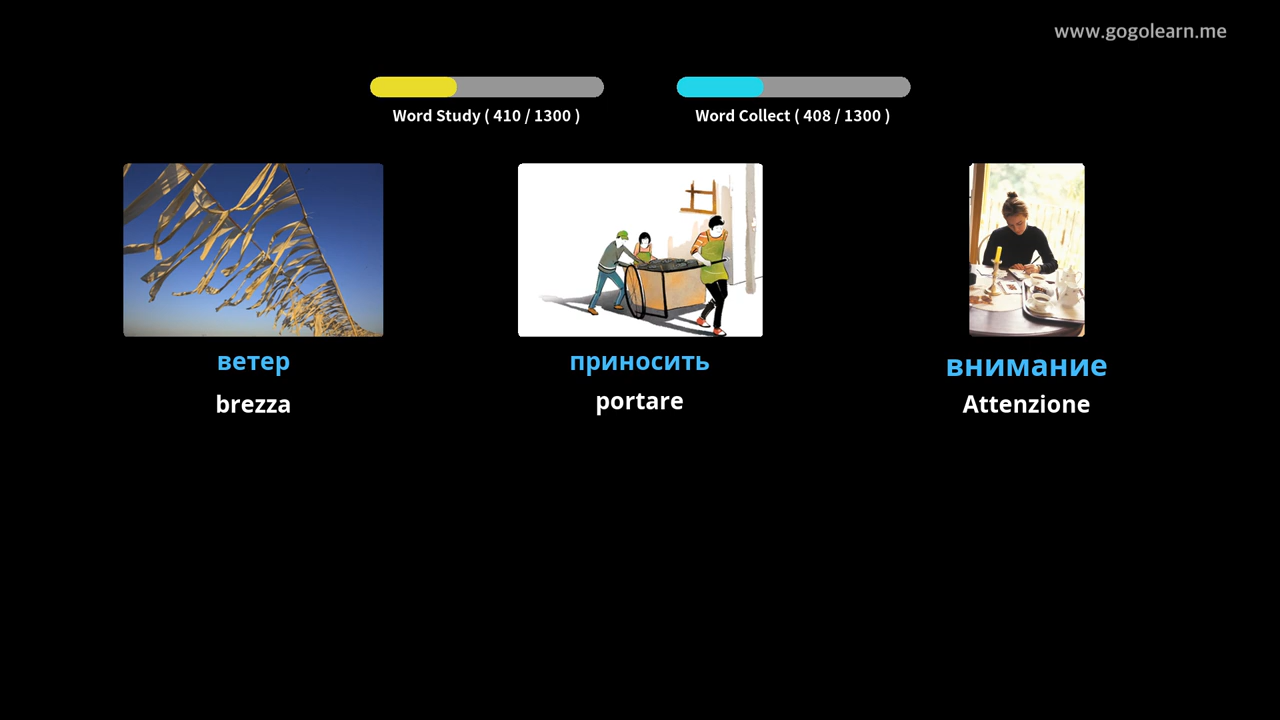 www.gogolearn.me
Word Study ( 410 / 1300 )
Word Collect ( 408 / 1300 )
ветер
приносить
внимание
brezza
portare
Attenzione